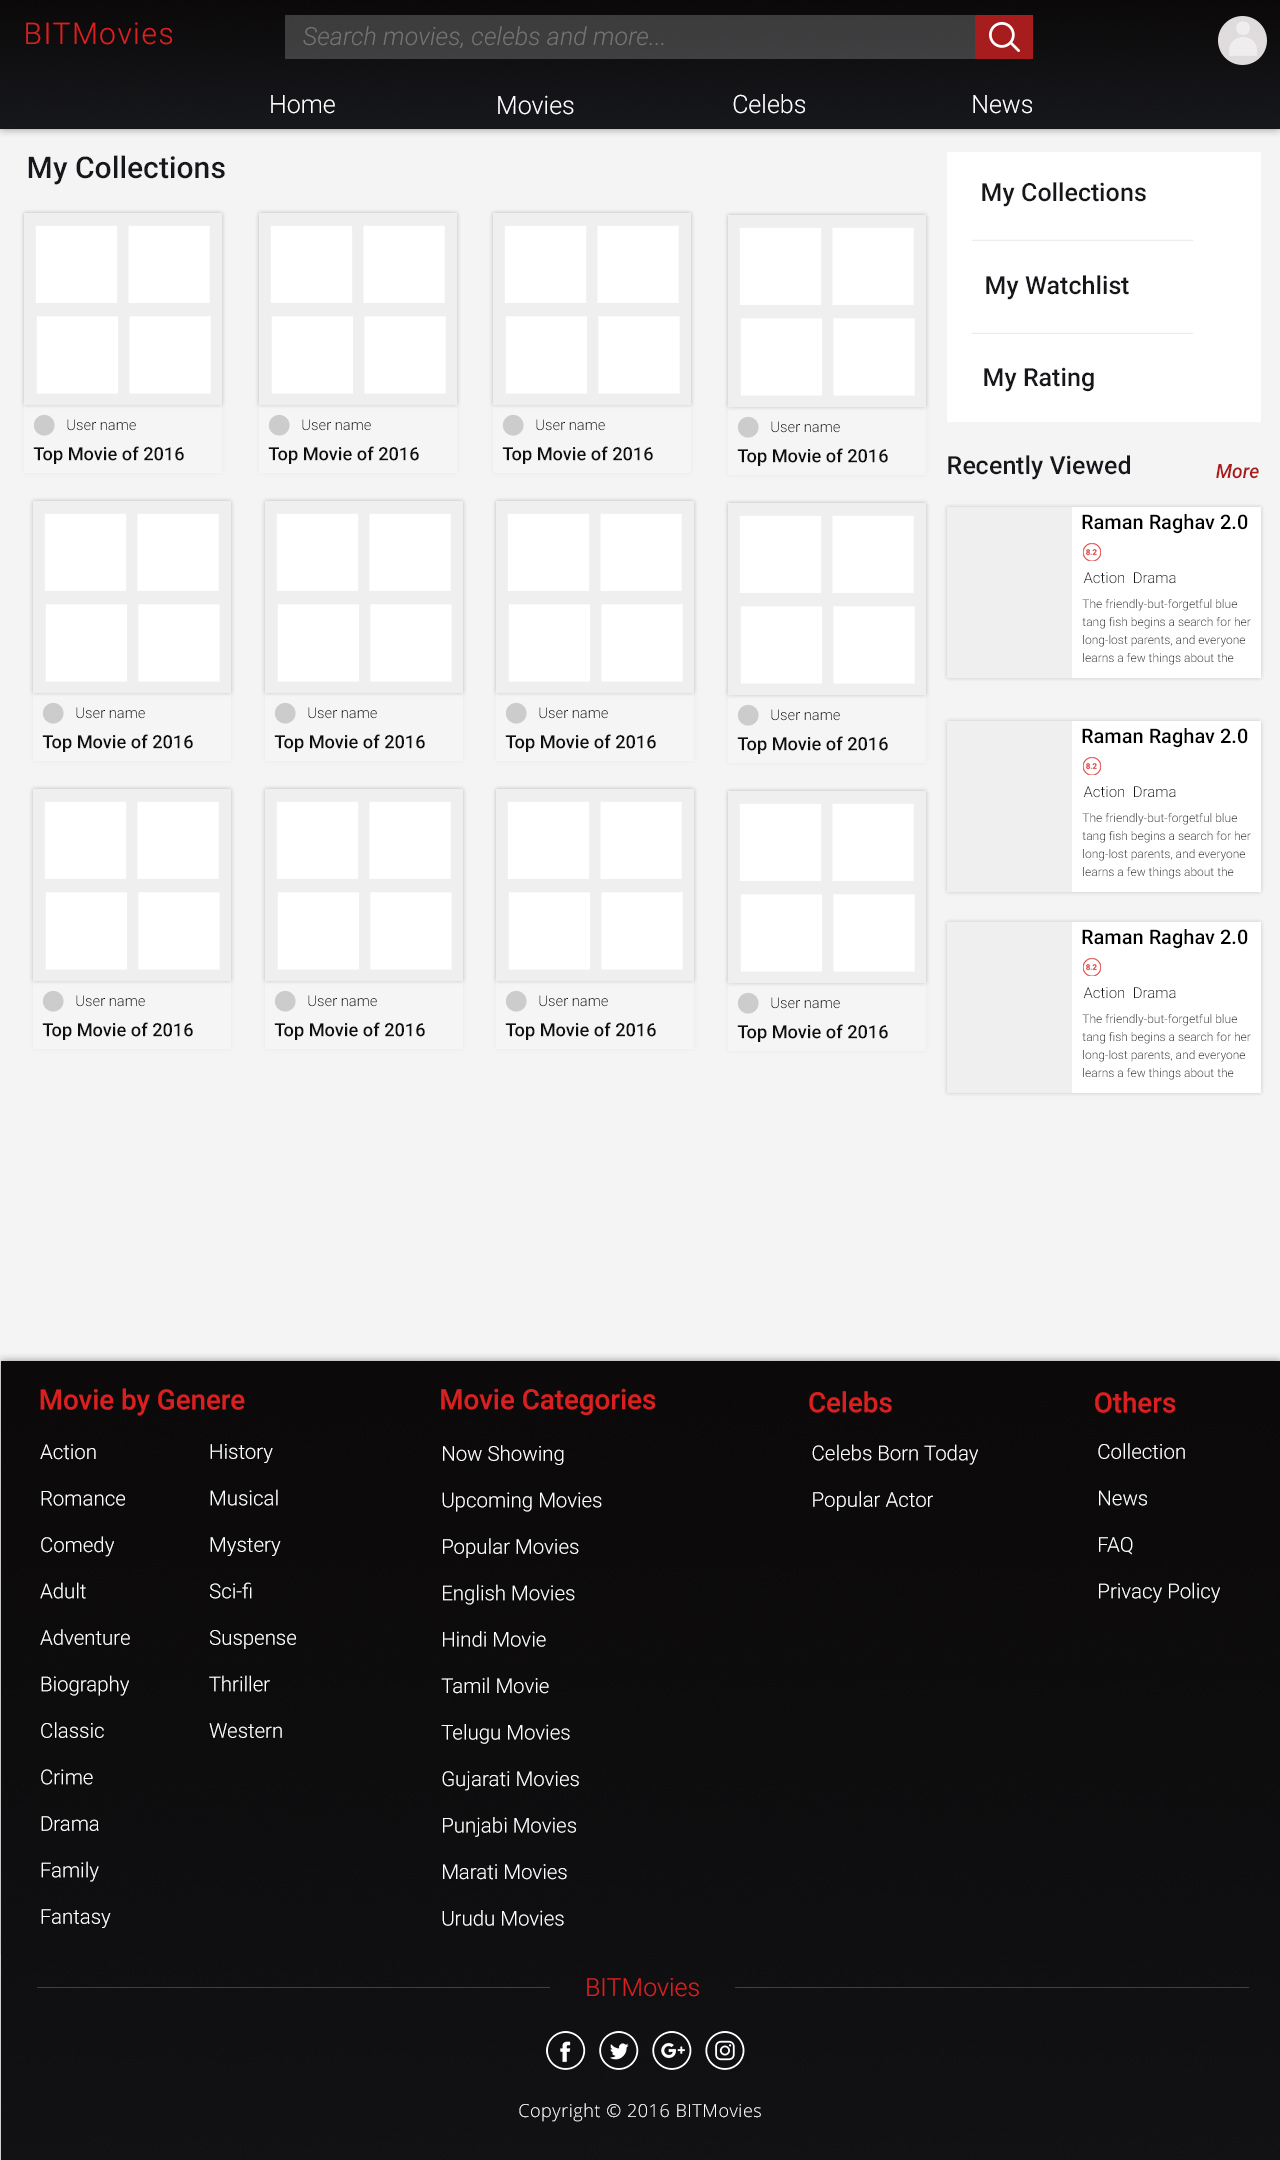 BITMovies
Search movies, celebs and more...
Home
Movies
Celebs
News
My Collections
User name
Top Movie of 2016
User name
Top Movie of 2016
User name
Top Movie of 2016
User name
Top Movie of 2016
User name
Top Movie of 2016
User name
Top Movie of 2016
User name
Top Movie of 2016
User name
Top Movie of 2016
User name
Top Movie of 2016
User name
Top Movie of 2016
User name
Top Movie of 2016
User name
Top Movie of 2016
My Collections
My Watchlist
My Rating
Recently Viewed
More
Raman Raghav 2.0
8.2
Action Drama
The friendly-but-forgetful blue
tang fish begins a search for her
long-lost parents, and everyone
learns a few things about the
Raman Raghav 2.0
8.2
Action Drama
The friendly-but-forgetful blue
tang fish begins a search for her
long-lost parents, and everyone
learns a few things about the
Raman Raghav 2.0
8.2
Action Drama
The friendly-but-forgetful blue
tang fish begins a search for her
long-lost parents, and everyone
learns a few things about the
Movie by Genere
Action
Romance
Comedy
Adult
Adventure
Biography
Classic
Crime
Drama
Family
Fantasy
History
Musical
Mystery
Sci-fi
Suspense
Thriller
Western
Movie Categories
Now Showing
Upcoming Movies
Popular Movies
English Movies
Hindi Movie
Tamil Movie
Telugu Movies
Gujarati Movies
Punjabi Movies
Marati Movies
Urudu Movies
Celebs
Celebs Born Today
Popular Actor
Others
Collection
News
FAQ
Privacy Policy
BITMovies
Copyright © 2016 BITMovies